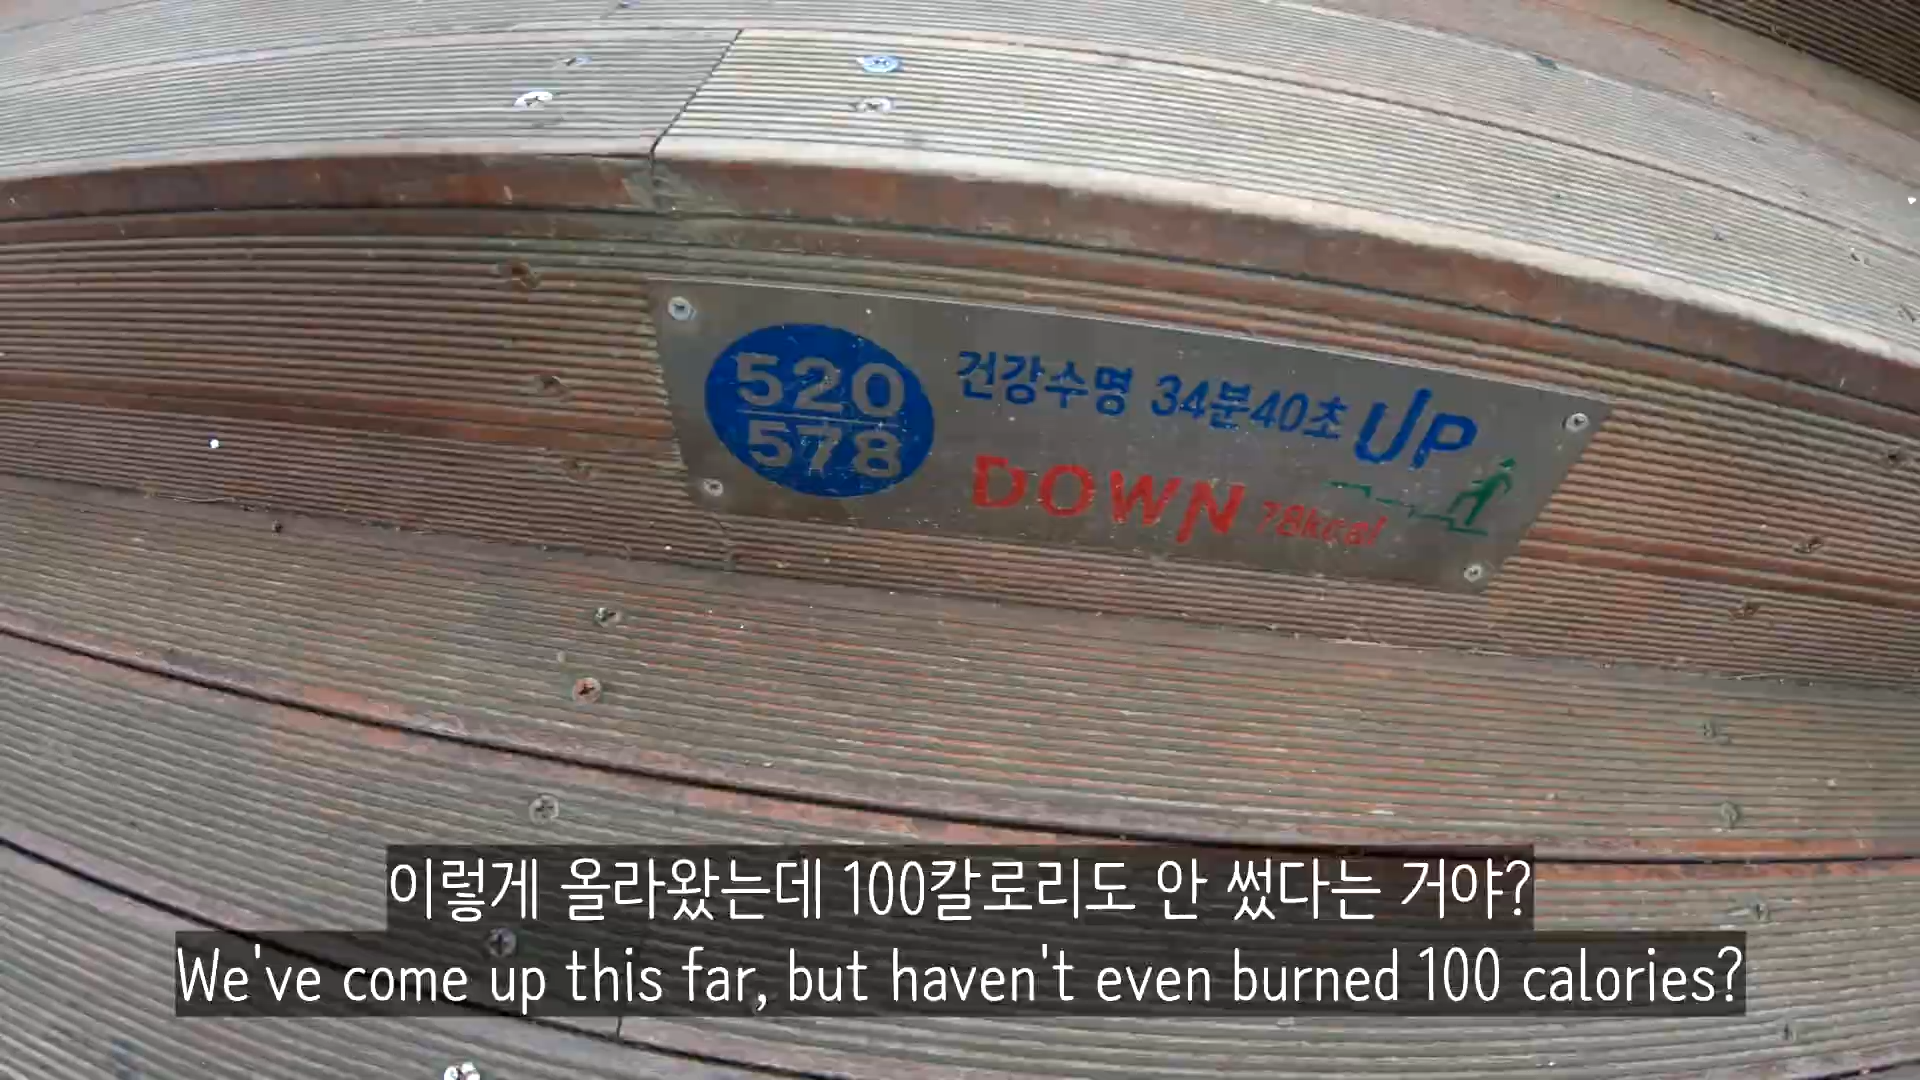 520
578
건강수명 34분40초 UP
DOWN 78kcal
이렇게 올라왔는데 100칼로리도 안 썼다는 거야?
We've come up this far, but haven't even burned 100 calories?